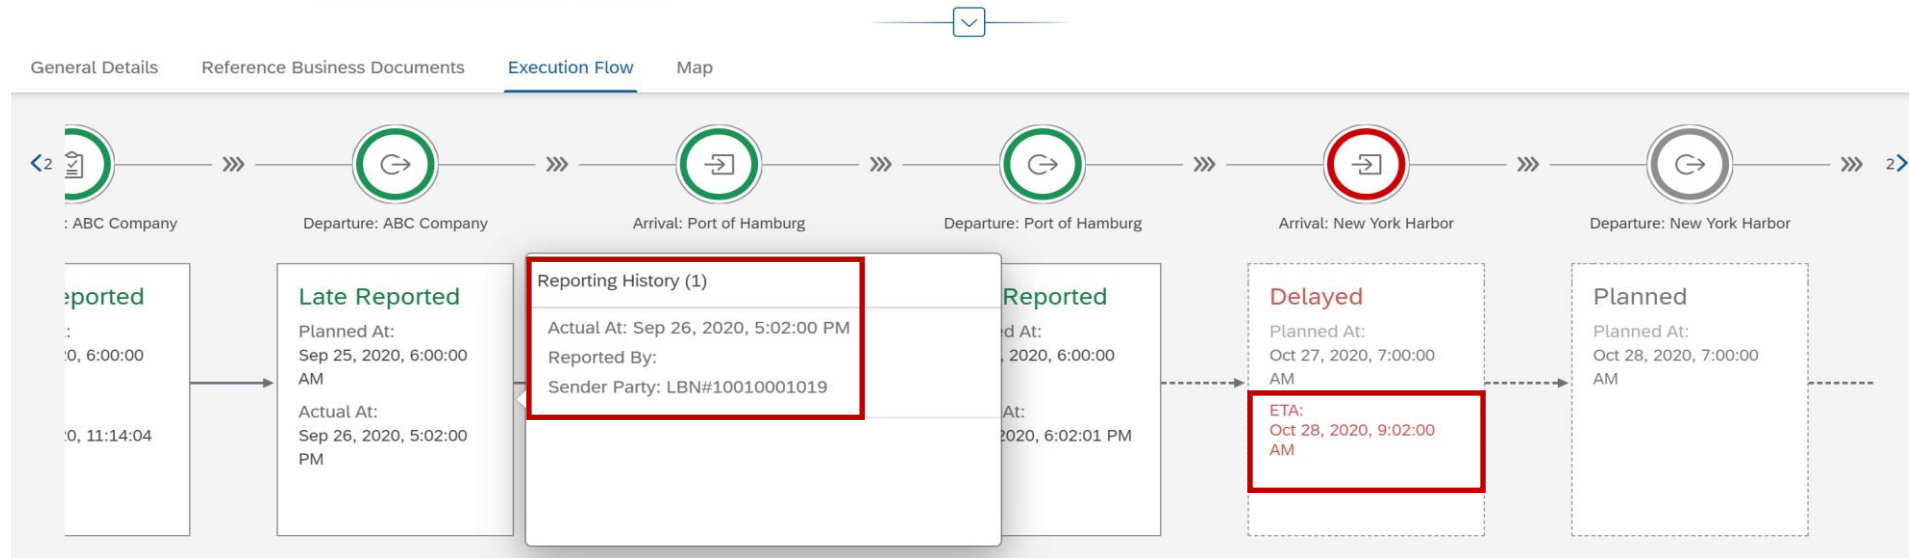 General Details
Reference Business Documents
Execution Flow
Map
2
2
: ABC Company
Departure: ABC Company
Arrival: Port of Hamburg
Departure: Port of Hamburg
Arrival: New York Harbor
Departure: New York Harbor
eported
:
0, 6:00:00
0, 11:14:04
Late Reported
Planned At:
Sep 25, 2020, 6:00:00
AM
Actual At:
Sep 26, 2020, 5:02:00
PM
Reporting History (1)
Actual At: Sep 26, 2020, 5:02:00 PM
Reported By:
Sender Party: LBN#10010001019
Reported
d At:
, 2020, 6:00:00
At:
2020, 6:02:01 PM
Delayed
Planned At:
Oct 27, 2020, 7:00:00
AM
ETA:
Oct 28, 2020, 9:02:00
AM
Planned
Planned At:
Oct 28, 2020, 7:00:00
AM